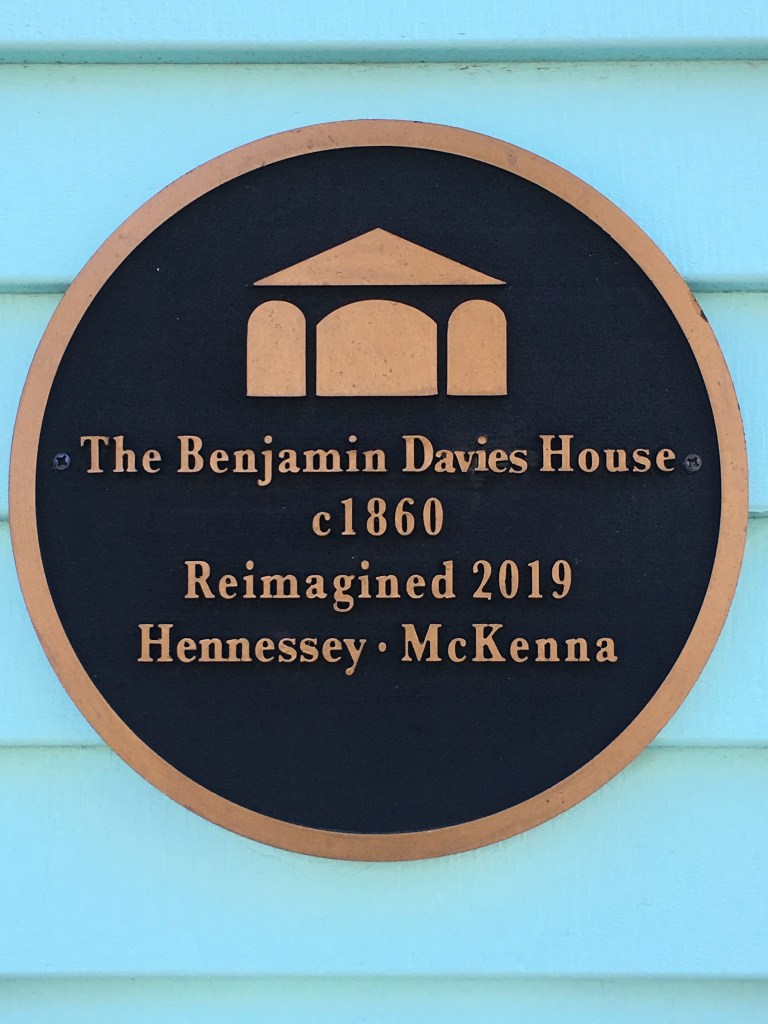 The Benjamin Davies House
c1860
Reimagined 2019
Hennessey · McKenna